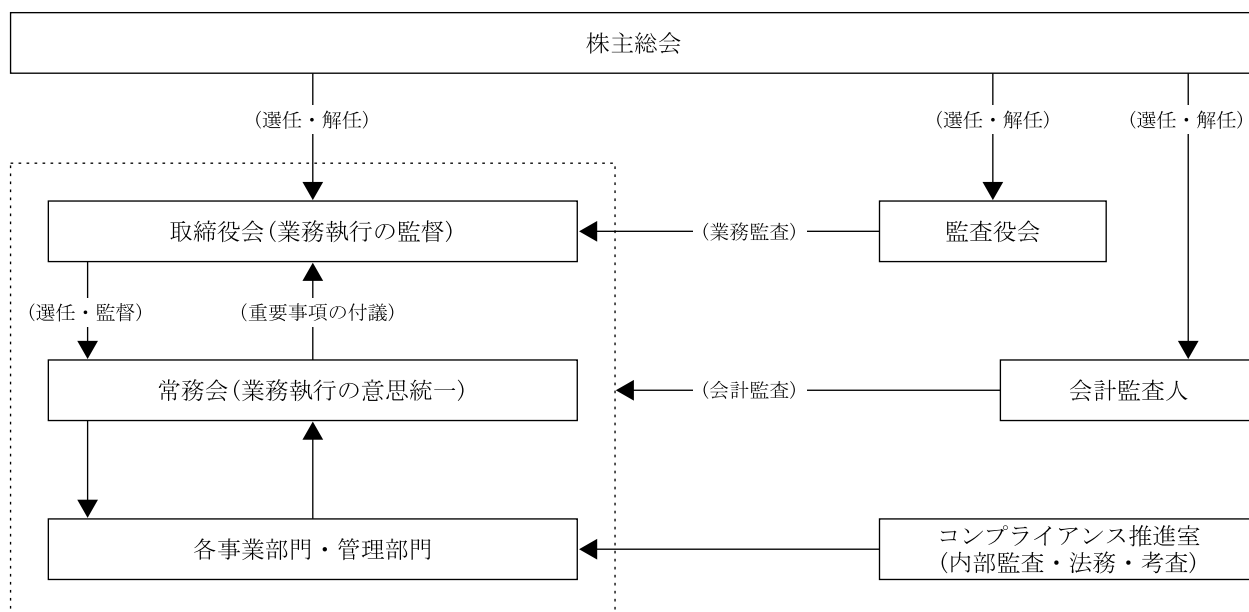 株主総会
(選任・解任)
(選任・解任)
(選任・解任)
取締役会(業務執行の監督)
(業務監査)
監査役会
(選任・監督)
(重要事項の付議)
常務会(業務執行の意思統一)
(会計監査)
会計監査人
各事業部門・管理部門
コンプライアンス推進室
(内部監査・法務・考査)